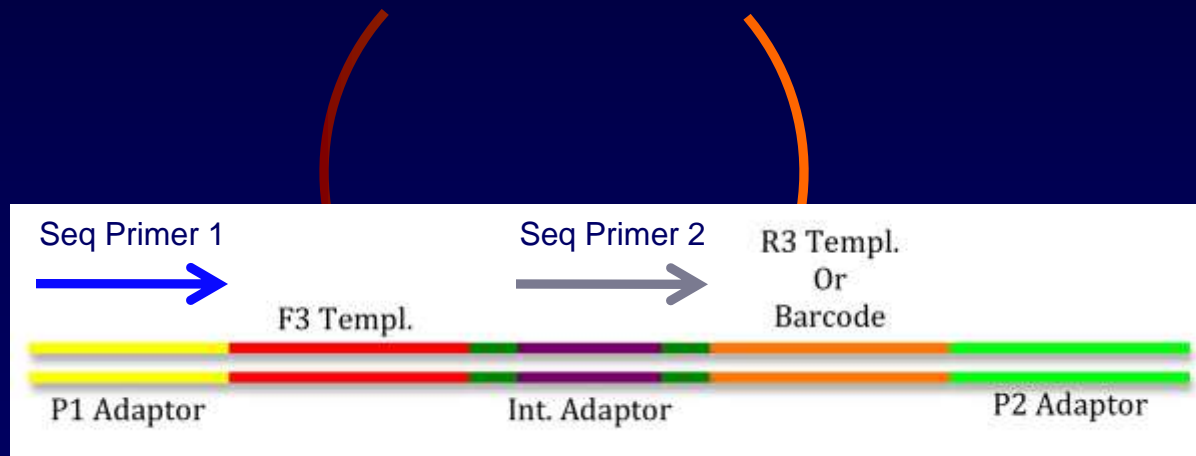 Seq Primer 1
Seq Primer 2
R3 Templ.
Or
Barcode
F3 Templ.
P1 Adaptor
Int. Adaptor
P2 Adaptor